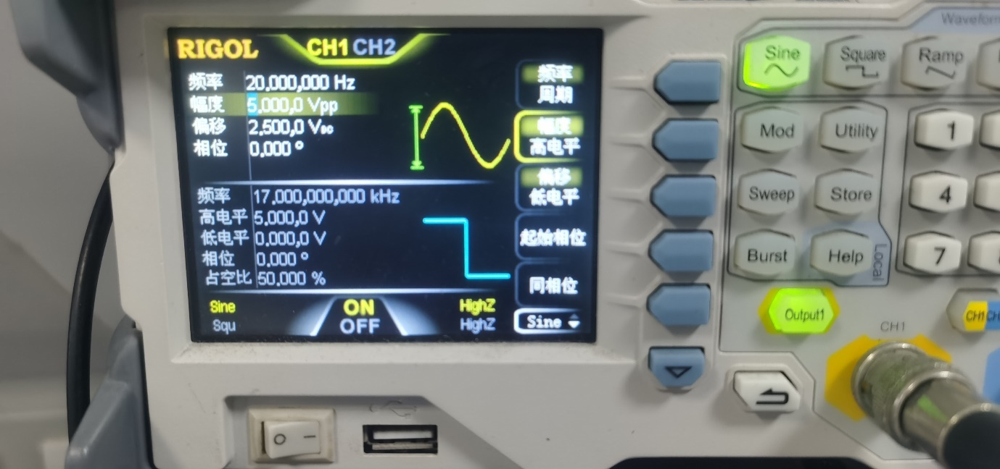 RIGOL CH1 CH2
频率 20.000,000 Hz
幅度 5.000,0 Vpp
偏移 2.500,0 VDC
相位 0.000 °
频率 17.000,000,000 kHz
高电平 5.000,0 V
低电平 0.000,0 V
相位 0.000 °
占空比 50.000 %
Sine ON HighZ
Squ OFF HighZ
频率
周期
幅度
高电平
偏移
低电平
起始相位
同相位
Sine
Waveform
Sine Square Ramp
Mod Utility
Sweep Store
Burst Help
Local
1
4
7
Output1
CH1
CH1